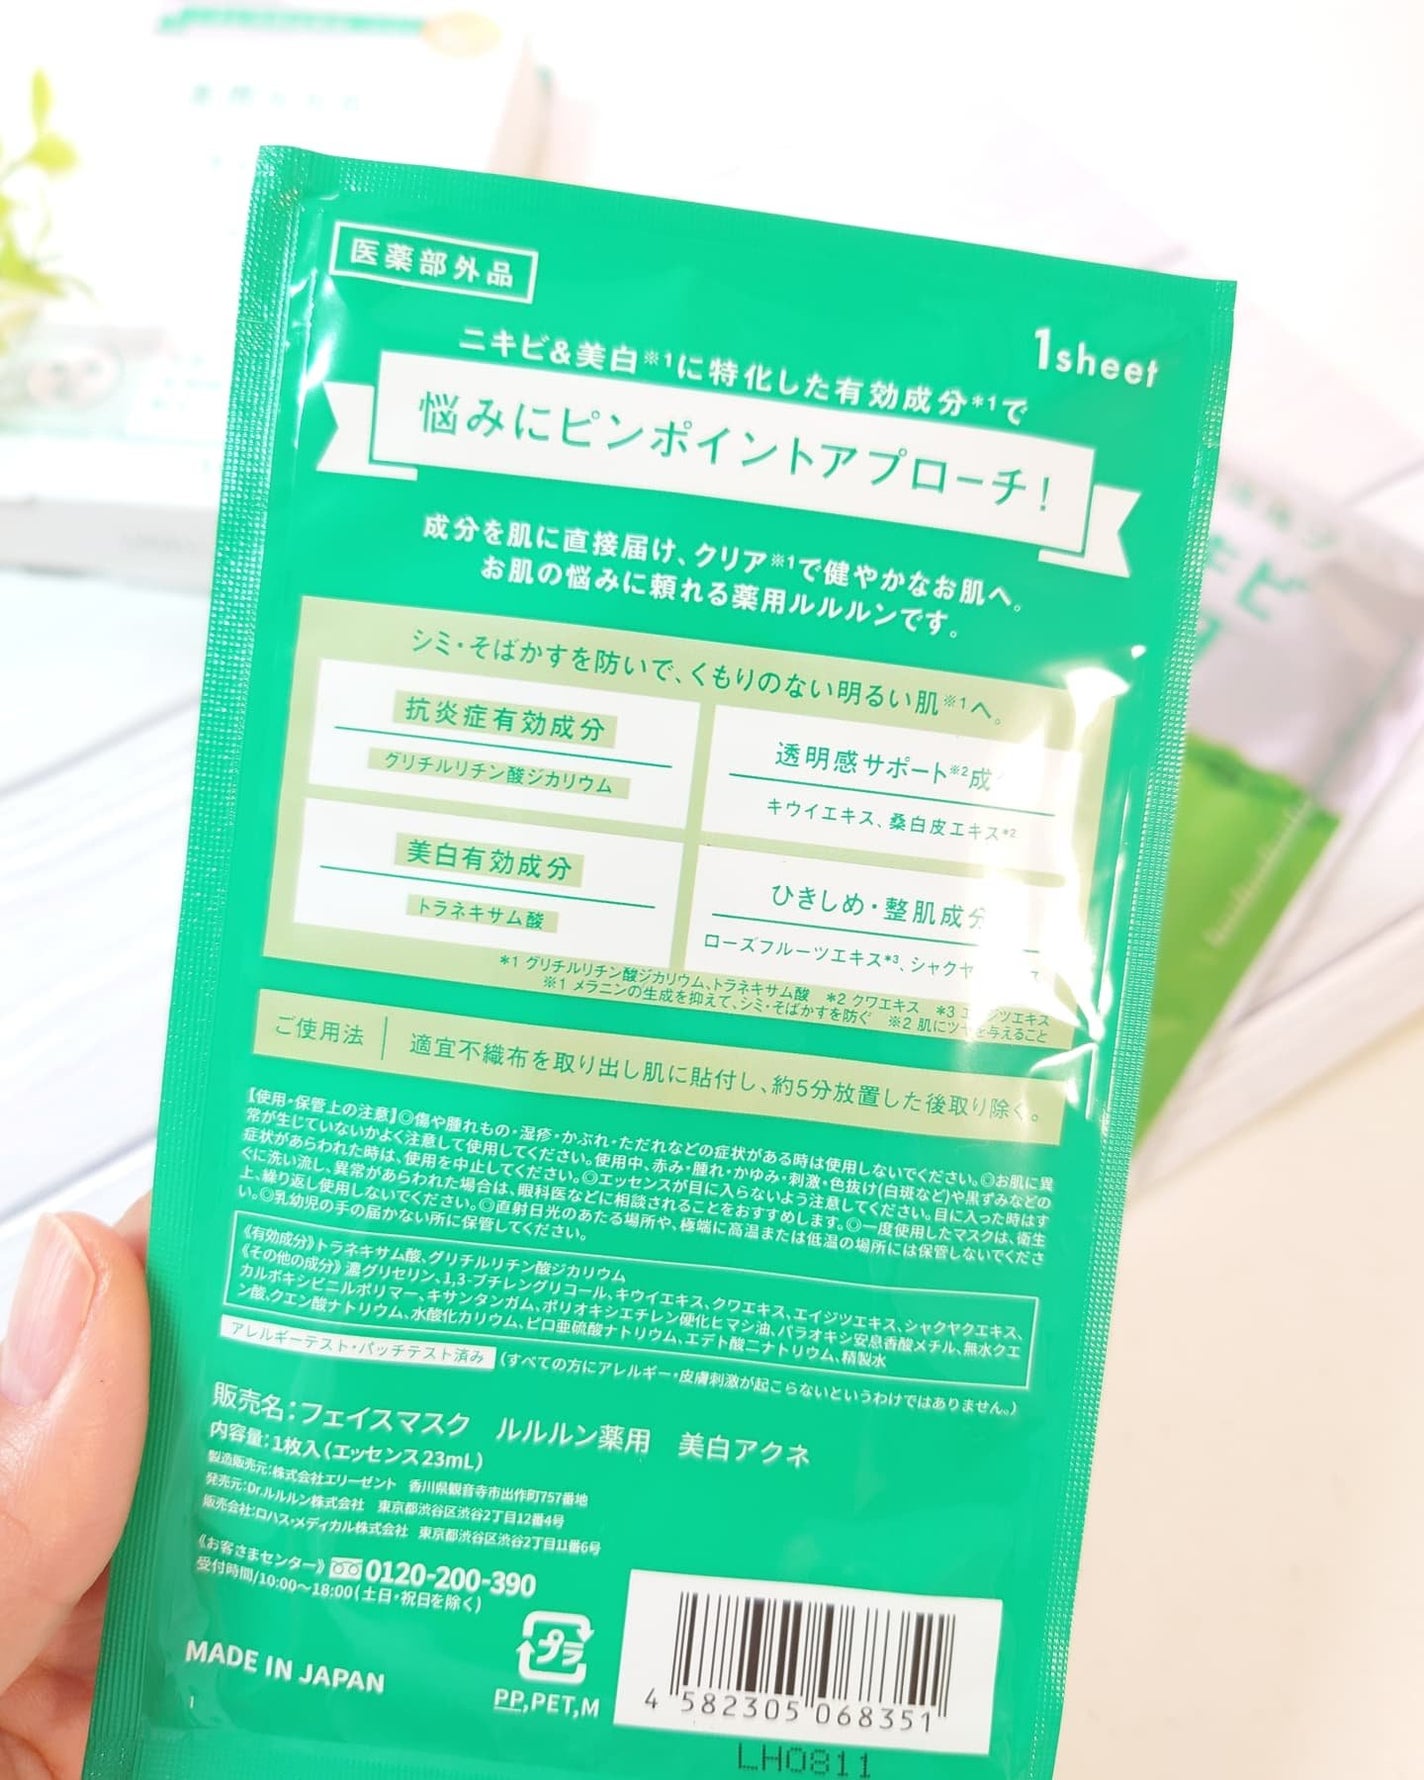 医薬部外品
1sheet
ニキビ&美白※1に特化した有効成分*1で
悩みにピンポイントアプローチ!
成分を肌に直接届け、クリア※1で健やかなお肌へ。
お肌の悩みに頼れる薬用ルルルンです。
シミ・そばかすを防いで、くもりのない明るい肌※1へ。
抗炎症有効成分
グリチルリチン酸ジカリウム
透明感サポート※2成
キウイエキス、桑白皮エキス*2
美白有効成分
トラネキサム酸
ひきしめ・整肌成分
ローズフルーツエキス*3、シャクヤ
*1 グリチルリチン酸ジカリウム、トラネキサム酸 *2 クワエキス *3 エイジツエキス
※1 メラニンの生成を抑えて、シミ・そばかすを防ぐ ※2 肌にツヤを与えること
ご使用法
適宜不織布を取り出し肌に貼付し、約5分放置した後取り除く。
【使用・保管上の注意】◎傷や腫れもの・湿疹・かぶれ・ただれなどの症状がある時は使用しないでください。◎お肌に異
常が生じていないかよく注意して使用してください。使用中、赤み・腫れ・かゆみ・刺激・色抜け(白斑など)や黒ずみなどの
症状があらわれた時は、使用を中止してください。◎エッセンスが目に入らないよう注意してください。目に入った時はす
ぐに洗い流し、異常があらわれた場合は、眼科医などに相談されることをおすすめします。◎一度使用したマスクは、衛生
上、繰り返し使用しないでください。◎直射日光のあたる場所や、極端に高温または低温の場所には保管しないでくださ
い。◎乳幼児の手の届かない所に保管してください。
《有効成分》トラネキサム酸、グリチルリチン酸ジカリウム
《その他の成分》濃グリセリン、1,3-ブチレングリコール、キウイエキス、クワエキス、エイジツエキス、シャクヤクエキス、
カルボキシビニルポリマー、キサンタンガム、ポリオキシエチレン硬化ヒマシ油、パラオキシ安息香酸メチル、無水クエ
ン酸、クエン酸ナトリウム、水酸化カリウム、ピロ亜硫酸ナトリウム、エデト酸二ナトリウム、精製水
アレルギーテスト・パッチテスト済み (すべての方にアレルギー・皮膚刺激が起こらないというわけではありません。)
販売名:フェイスマスク ルルルン薬用 美白アクネ
内容量:1枚入(エッセンス23mL)
製造販売元:株式会社エリーゼント 香川県観音寺市出作町757番地
発売元:Dr.ルルルン株式会社 東京都渋谷区渋谷2丁目12番4号
販売会社:ロハス・メディカル株式会社 東京都渋谷区渋谷2丁目11番6号
《お客さまセンター》0120-200-390
受付時間/10:00~18:00(土日・祝日を除く)
プラ
PP,PET,M
MADE IN JAPAN
1
4 582305 068351
LH0811